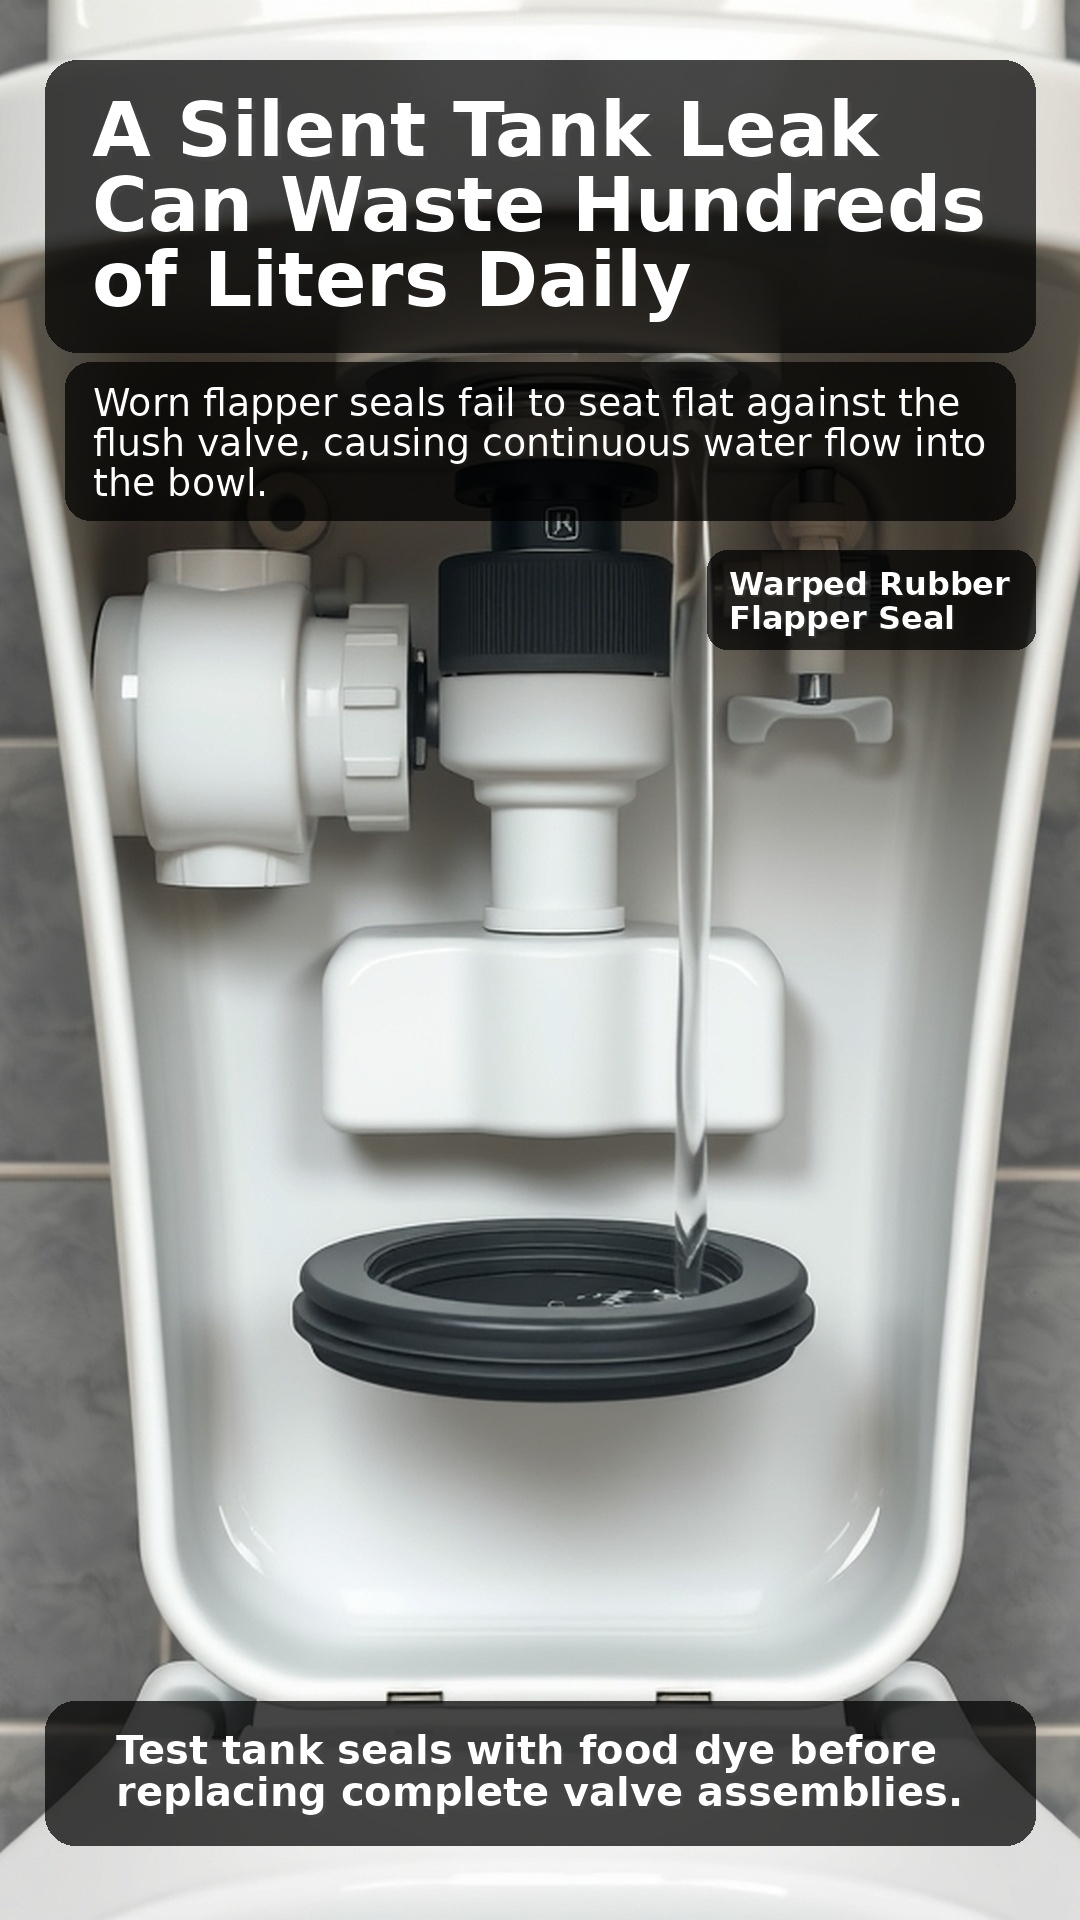 A Silent Tank Leak
Can Waste Hundreds
of Liters Daily
Worn flapper seals fail to seat flat against the
flush valve, causing continuous water flow into
the bowl.
Warped Rubber
Flapper Seal
Test tank seals with food dye before
replacing complete valve assemblies.